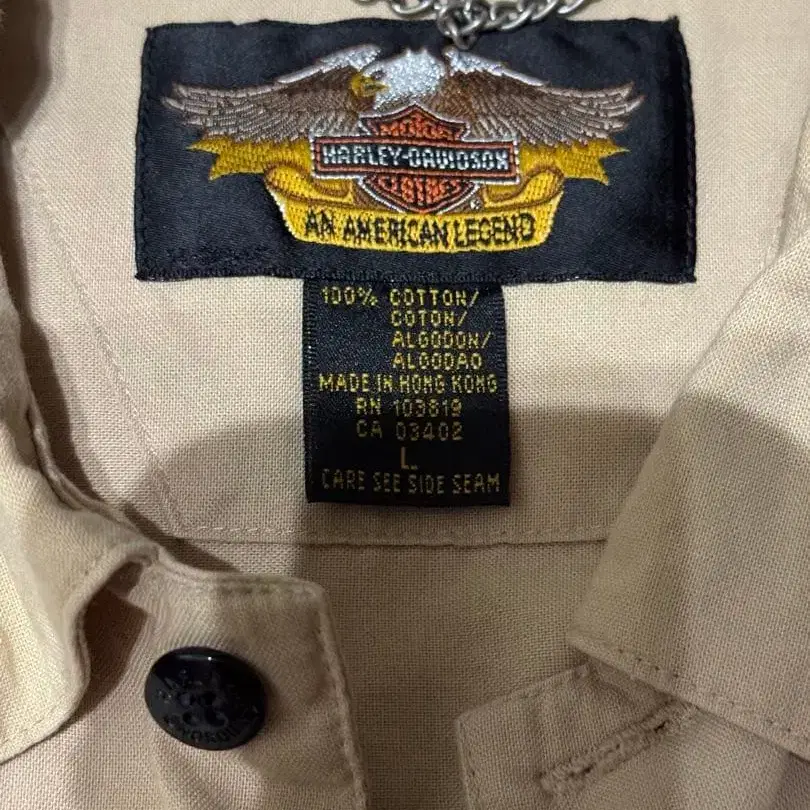 MOTOR
HARLEY-DAVIDSON
AN AMERICAN LEGEND
100% COTTON/
COTON/
ALGODON/
ALGODAO
MADE IN HONG KONG
RN 103819
CA 03402
L
CARE SEE SIDE SEAM